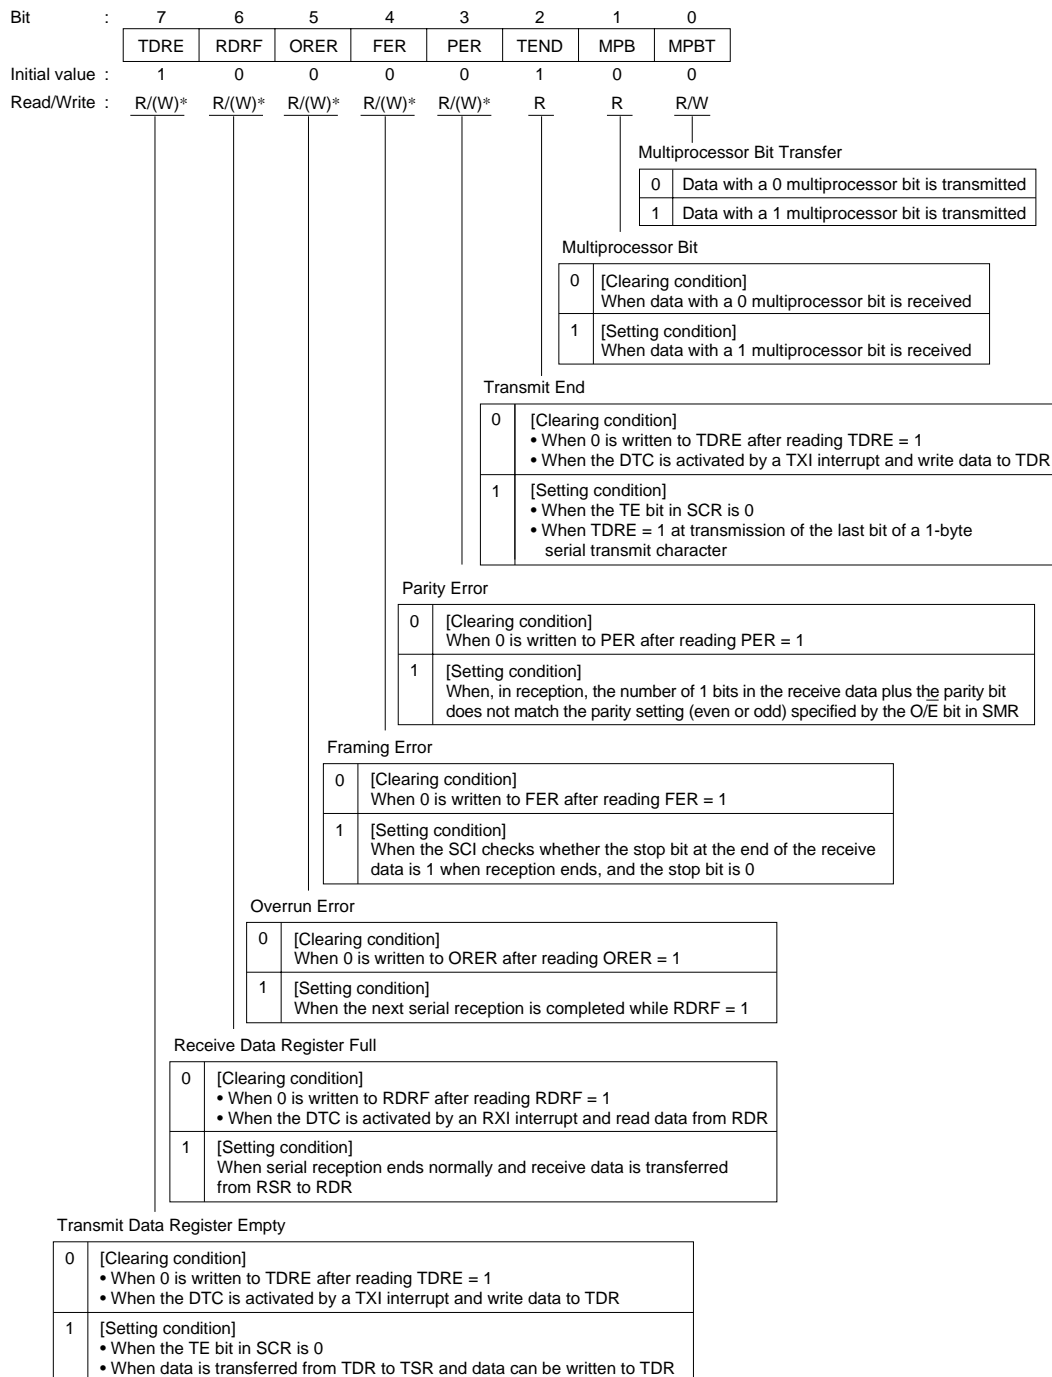 Bit : 7 6 5 4 3 2 1 0
TDRE RDRF ORER FER PER TEND MPB MPBT
Initial value : 1 0 0 0 0 1 0 0
Read/Write : R/(W)* R/(W)* R/(W)* R/(W)* R/(W)* R R R/W
Multiprocessor Bit Transfer
0 Data with a 0 multiprocessor bit is transmitted
1 Data with a 1 multiprocessor bit is transmitted
Multiprocessor Bit
0 [Clearing condition]
When data with a 0 multiprocessor bit is received
1 [Setting condition]
When data with a 1 multiprocessor bit is received
Transmit End
0 [Clearing condition]
• When 0 is written to TDRE after reading TDRE = 1
• When the DTC is activated by a TXI interrupt and write data to TDR
1 [Setting condition]
• When the TE bit in SCR is 0
• When TDRE = 1 at transmission of the last bit of a 1-byte
serial transmit character
Parity Error
0 [Clearing condition]
When 0 is written to PER after reading PER = 1
1 [Setting condition]
When, in reception, the number of 1 bits in the receive data plus the parity bit
does not match the parity setting (even or odd) specified by the O/E̅ bit in SMR
Framing Error
0 [Clearing condition]
When 0 is written to FER after reading FER = 1
1 [Setting condition]
When the SCI checks whether the stop bit at the end of the receive
data is 1 when reception ends, and the stop bit is 0
Overrun Error
0 [Clearing condition]
When 0 is written to ORER after reading ORER = 1
1 [Setting condition]
When the next serial reception is completed while RDRF = 1
Receive Data Register Full
0 [Clearing condition]
• When 0 is written to RDRF after reading RDRF = 1
• When the DTC is activated by an RXI interrupt and read data from RDR
1 [Setting condition]
When serial reception ends normally and receive data is transferred
from RSR to RDR
Transmit Data Register Empty
0 [Clearing condition]
• When 0 is written to TDRE after reading TDRE = 1
• When the DTC is activated by a TXI interrupt and write data to TDR
1 [Setting condition]
• When the TE bit in SCR is 0
• When data is transferred from TDR to TSR and data can be written to TDR